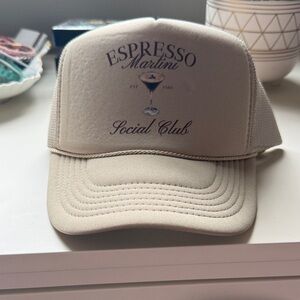 ESPRESSO
Martini
EST
Social Club